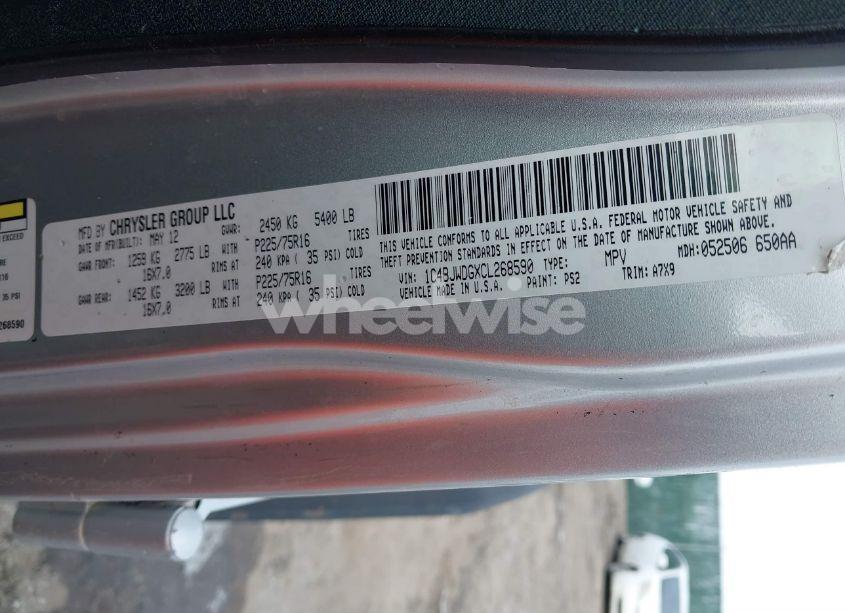 MFD BY CHRYSLER GROUP LLC
DATE OF MFR(BUILT): MAY 12 GVWR: 2450 KG 5400 LB
GAWR FRONT: 1259 KG 2775 LB WITH P225/75R16 TIRES
16X7.0 RIMS AT 240 KPA ( 35 PSI) COLD
GAWR REAR: 1452 KG 3200 LB WITH P225/75R16 TIRES
16X7.0 RIMS AT 240 KPA ( 35 PSI) COLD
THIS VEHICLE CONFORMS TO ALL APPLICABLE U.S.A. FEDERAL MOTOR VEHICLE SAFETY AND
THEFT PREVENTION STANDARDS IN EFFECT ON THE DATE OF MANUFACTURE SHOWN ABOVE.
VIN: 1C4BJWDGXCL268590 TYPE: MPV MDH:052506 650AA
VEHICLE MADE IN U.S.A. PAINT: PS2 TRIM: A7X9
EXCEED
RE
R16
35 PSI
268590
wheelwise